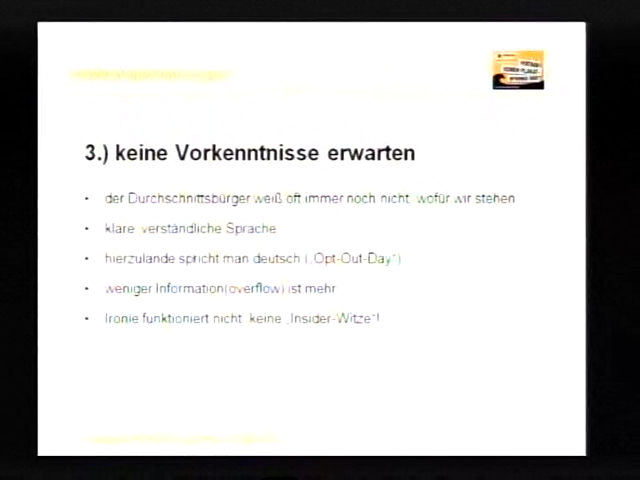 3.) keine Vorkenntnisse erwarten
• der Durchschnittsbürger weiß oft immer noch nicht wofür wir stehen
• klare verständliche Sprache
• hierzulande spricht man deutsch („Opt-Out-Day“)
• weniger Information(overflow) ist mehr
• Ironie funktioniert nicht keine „Insider-Witze“!